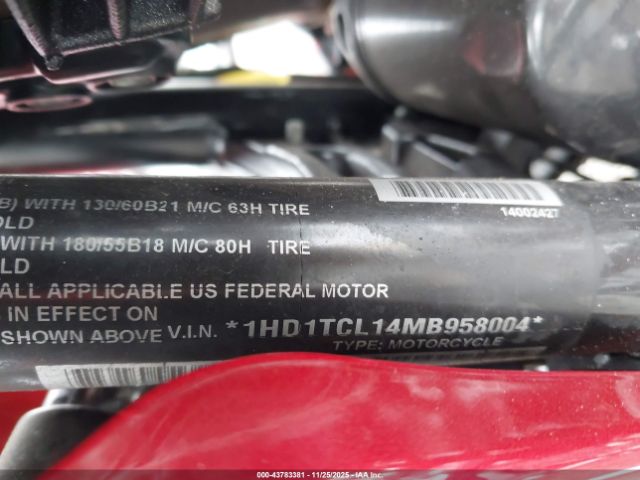 B) WITH 130/60B21 M/C 63H TIRE
OLD
WITH 180/55B18 M/C 80H TIRE
LD
ALL APPLICABLE US FEDERAL MOTOR
S IN EFFECT ON
SHOWN ABOVE V.I.N. *1HD1TCL14MB958004*
TYPE: MOTORCYCLE
14002427
000-43783381 - 11/25/2025 - IAA Inc.